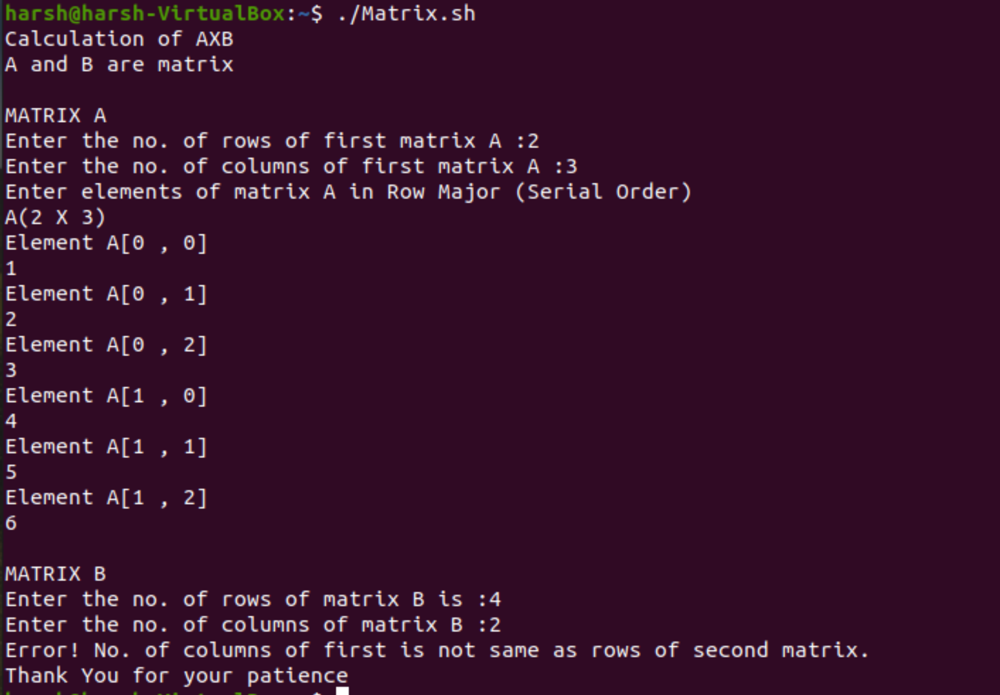 harsh@harsh-VirtualBox:~$ ./Matrix.sh
Calculation of AXB
A and B are matrix
MATRIX A
Enter the no. of rows of first matrix A :2
Enter the no. of columns of first matrix A :3
Enter elements of matrix A in Row Major (Serial Order)
A(2 X 3)
Element A[0 , 0]
1
Element A[0 , 1]
2
Element A[0 , 2]
3
Element A[1 , 0]
4
Element A[1 , 1]
5
Element A[1 , 2]
6
MATRIX B
Enter the no. of rows of matrix B is :4
Enter the no. of columns of matrix B :2
Error! No. of columns of first is not same as rows of second matrix.
Thank You for your patience